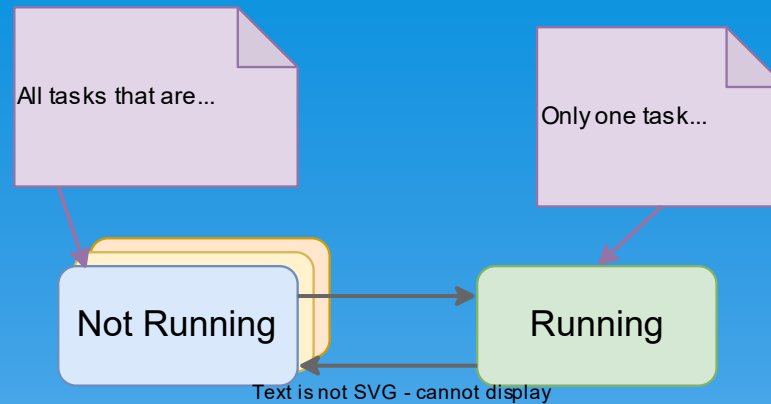 All tasks that are...
Only one task...
Not Running
Running
Text is not SVG - cannot display